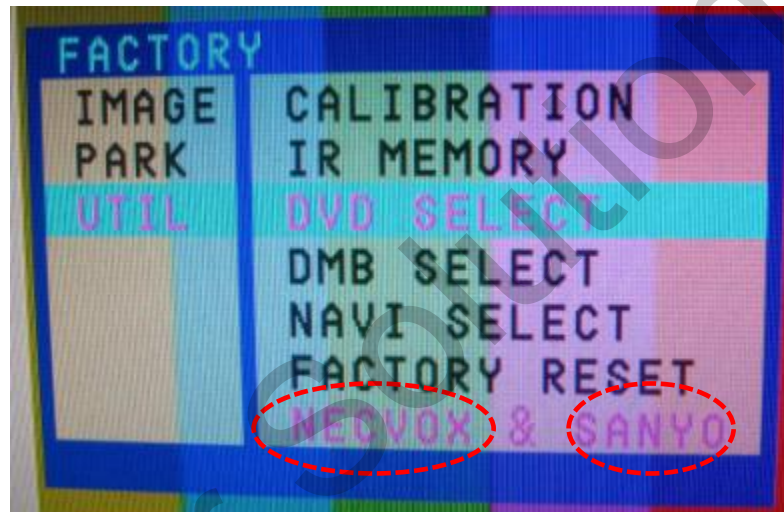 FACTORY
IMAGE CALIBRATION
PARK IR MEMORY
UTIL DVD SELECT
DMB SELECT
NAVI SELECT
FACTORY RESET
NECVOX & SANYO